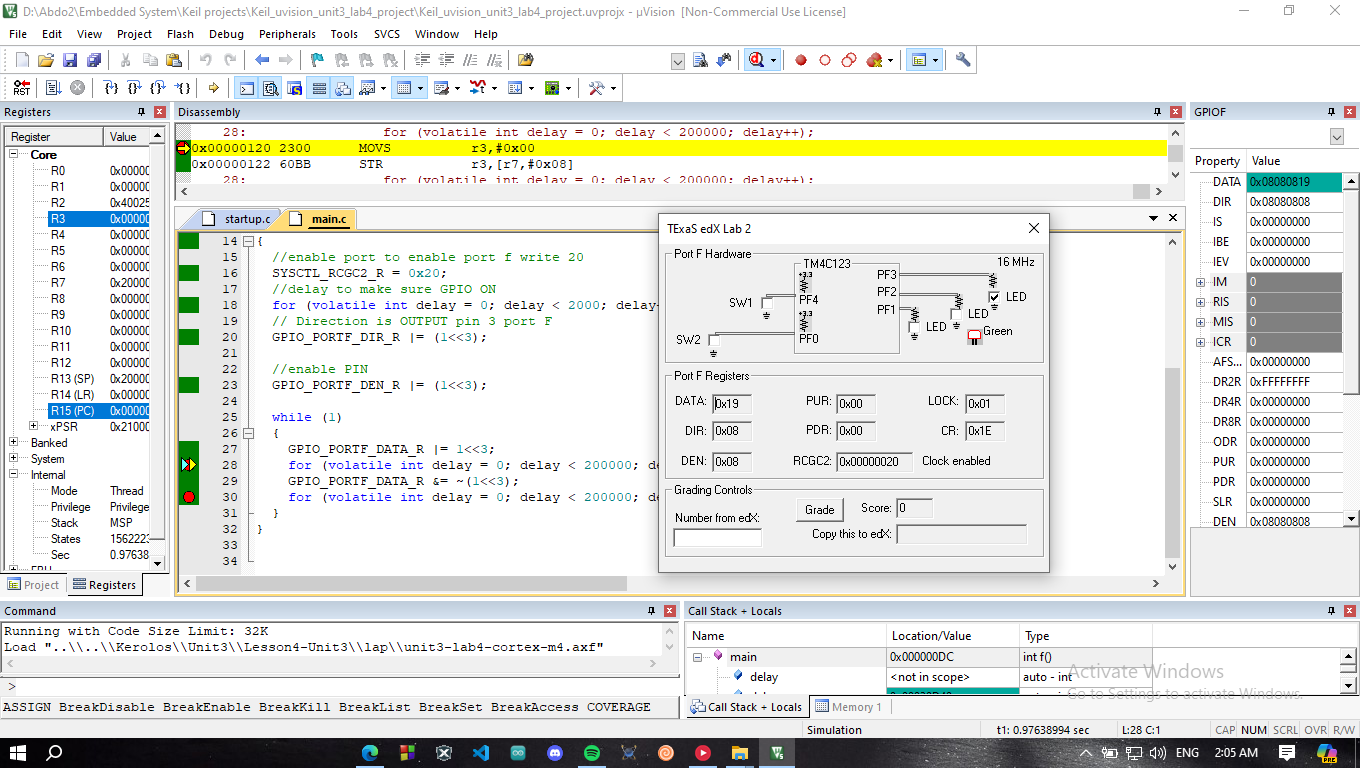 D:\Abdo2\Embedded System\Keil projects\Keil_uvision_unit3_lab4_project\Keil_uvision_unit3_lab4_project.uvprojx - µVision [Non-Commercial Use License]
File Edit View Project Flash Debug Peripherals Tools SVCS Window Help
RST
Registers
Register Value
Core
R0 0x00000
R1 0x00000
R2 0x40025
R3 0x00000
R4 0x00000
R5 0x00000
R6 0x00000
R7 0x20000
R8 0x00000
R9 0x00000
R10 0x00000
R11 0x00000
R12 0x00000
R13 (SP) 0x20000
R14 (LR) 0x00000
R15 (PC) 0x00000
xPSR 0x21000
Banked
System
Internal
Mode Thread
Privilege Privilege
Stack MSP
States 1562223
Sec 0.97638
FPU
Project Registers
Disassembly
28: for (volatile int delay = 0; delay < 200000; delay++);
0x00000120 2300 MOVS r3,#0x00
0x00000122 60BB STR r3,[r7,#0x08]
28: for (volatile int delay = 0; delay < 200000; delay++);
startup.c main.c
14 {
15 //enable port to enable port f write 20
16 SYSCTL_RCGC2_R = 0x20;
17 //delay to make sure GPIO ON
18 for (volatile int delay = 0; delay < 2000; delay
19 // Direction is OUTPUT pin 3 port F
20 GPIO_PORTF_DIR_R |= (1<<3);
21
22 //enable PIN
23 GPIO_PORTF_DEN_R |= (1<<3);
24
25 while (1)
26 {
27 GPIO_PORTF_DATA_R |= 1<<3;
28 for (volatile int delay = 0; delay < 200000; de
29 GPIO_PORTF_DATA_R &= ~(1<<3);
30 for (volatile int delay = 0; delay < 200000; de
31 }
32 }
33
34
TExaS edX Lab 2
Port F Hardware
TM4C123 16 MHz
+3.3
PF3
SW1 PF4 PF2 LED
+3.3
PF1 LED
LED Green
SW2 PF0
Port F Registers
DATA: 0x19 PUR: 0x00 LOCK: 0x01
DIR: 0x08 PDR: 0x00 CR: 0x1E
DEN: 0x08 RCGC2: 0x00000020 Clock enabled
Grading Controls
Number from edX: Grade Score: 0
Copy this to edX:
GPIOF
Property Value
DATA 0x08080819
DIR 0x08080808
IS 0x00000000
IBE 0x00000000
IEV 0x00000000
IM 0
RIS 0
MIS 0
ICR 0
AFS... 0x00000000
DR2R 0xFFFFFFFF
DR4R 0x00000000
DR8R 0x00000000
ODR 0x00000000
PUR 0x00000000
PDR 0x00000000
SLR 0x00000000
DEN 0x08080808
Command
Running with Code Size Limit: 32K
Load "..\\..\\Kerolos\\Unit3\\Lesson4-Unit3\\lap\\unit3-lab4-cortex-m4.axf"
>
ASSIGN BreakDisable BreakEnable BreakKill BreakList BreakSet BreakAccess COVERAGE
Call Stack + Locals
Name Location/Value Type
main 0x000000DC int f()
delay <not in scope> auto - int
Activate Windows
Go to Settings to activate Windows.
Call Stack + Locals Memory 1
Simulation t1: 0.97638994 sec L:28 C:1 CAP NUM SCRL OVR R/W
ENG 2:05 AM
PRE